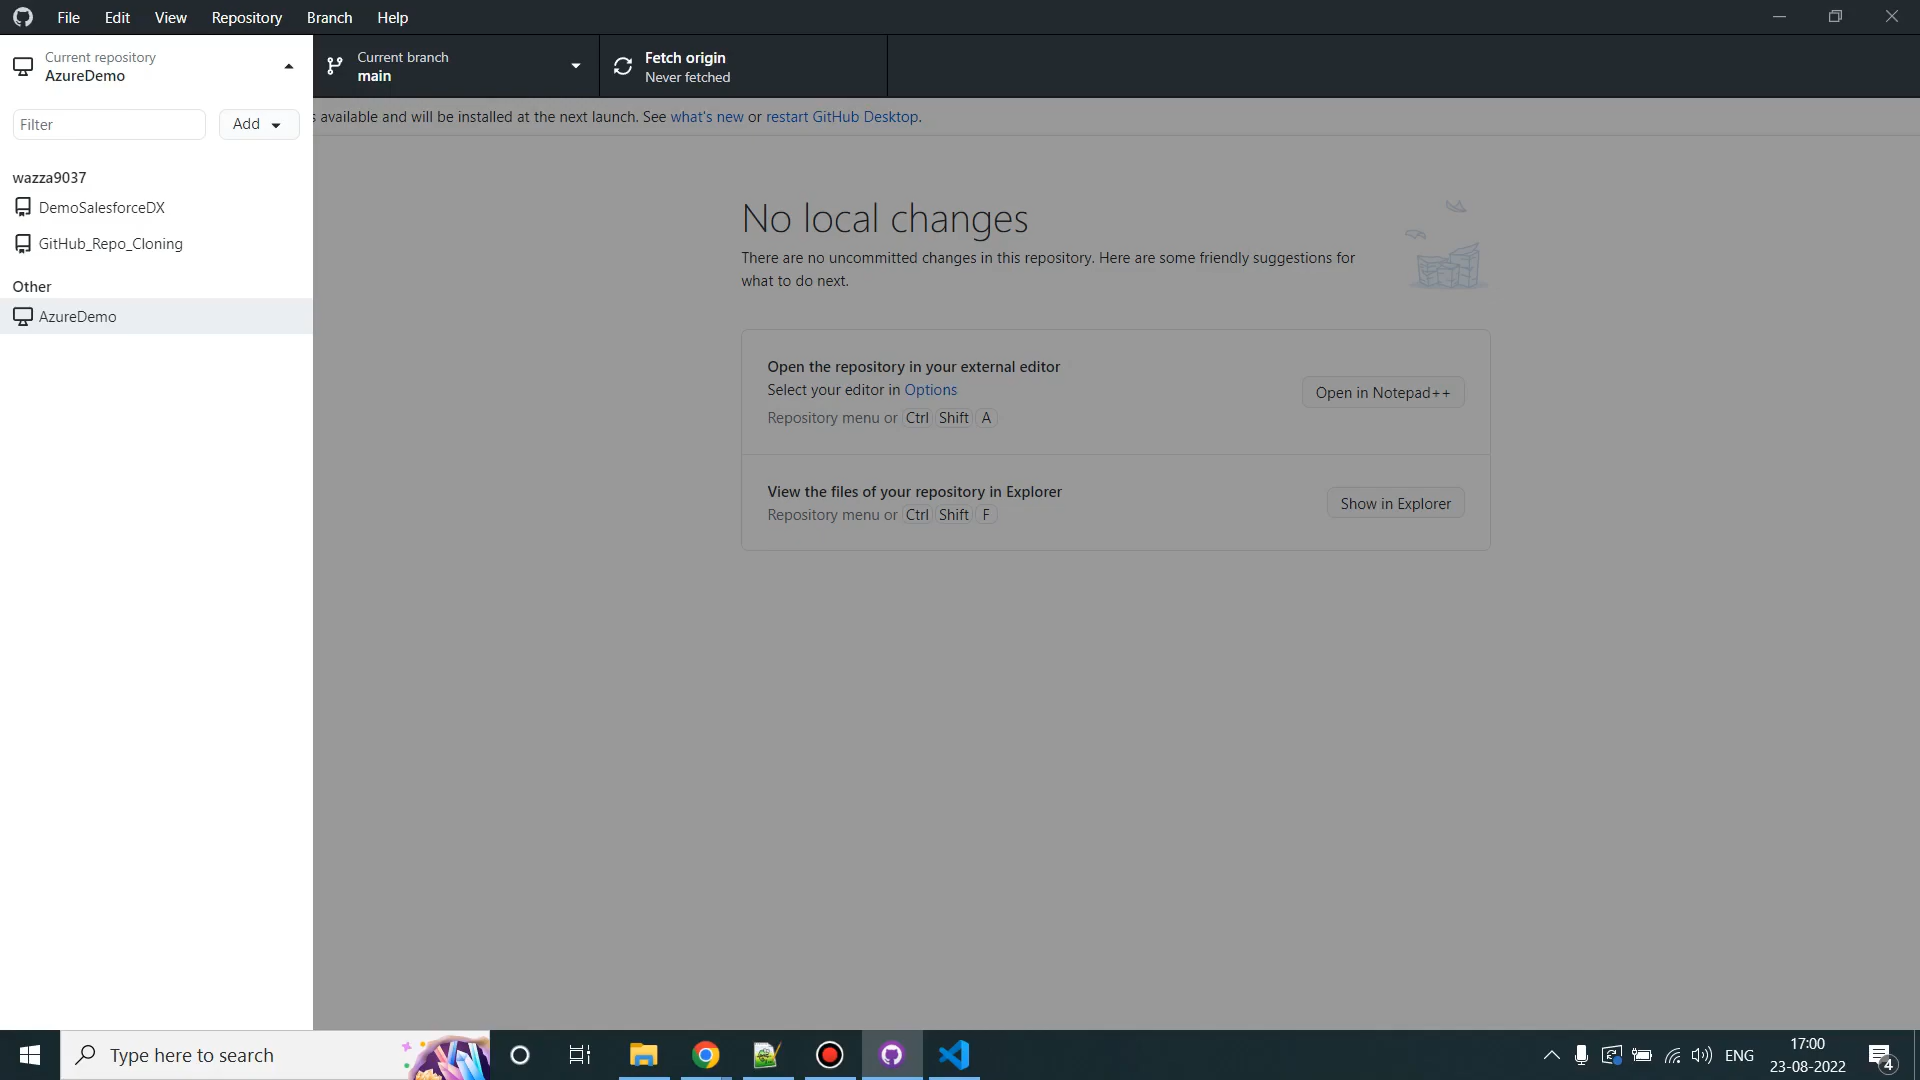 File Edit View Repository Branch Help
Current repository
AzureDemo
Current branch
main
Fetch origin
Never fetched
Filter
Add
s available and will be installed at the next launch. See what's new or restart GitHub Desktop.
wazza9037
DemoSalesforceDX
GitHub_Repo_Cloning
Other
AzureDemo
No local changes
There are no uncommitted changes in this repository. Here are some friendly suggestions for
what to do next.
Open the repository in your external editor
Select your editor in Options
Repository menu or Ctrl Shift A
Open in Notepad++
View the files of your repository in Explorer
Repository menu or Ctrl Shift F
Show in Explorer
Type here to search
ENG
17:00
23-08-2022
4